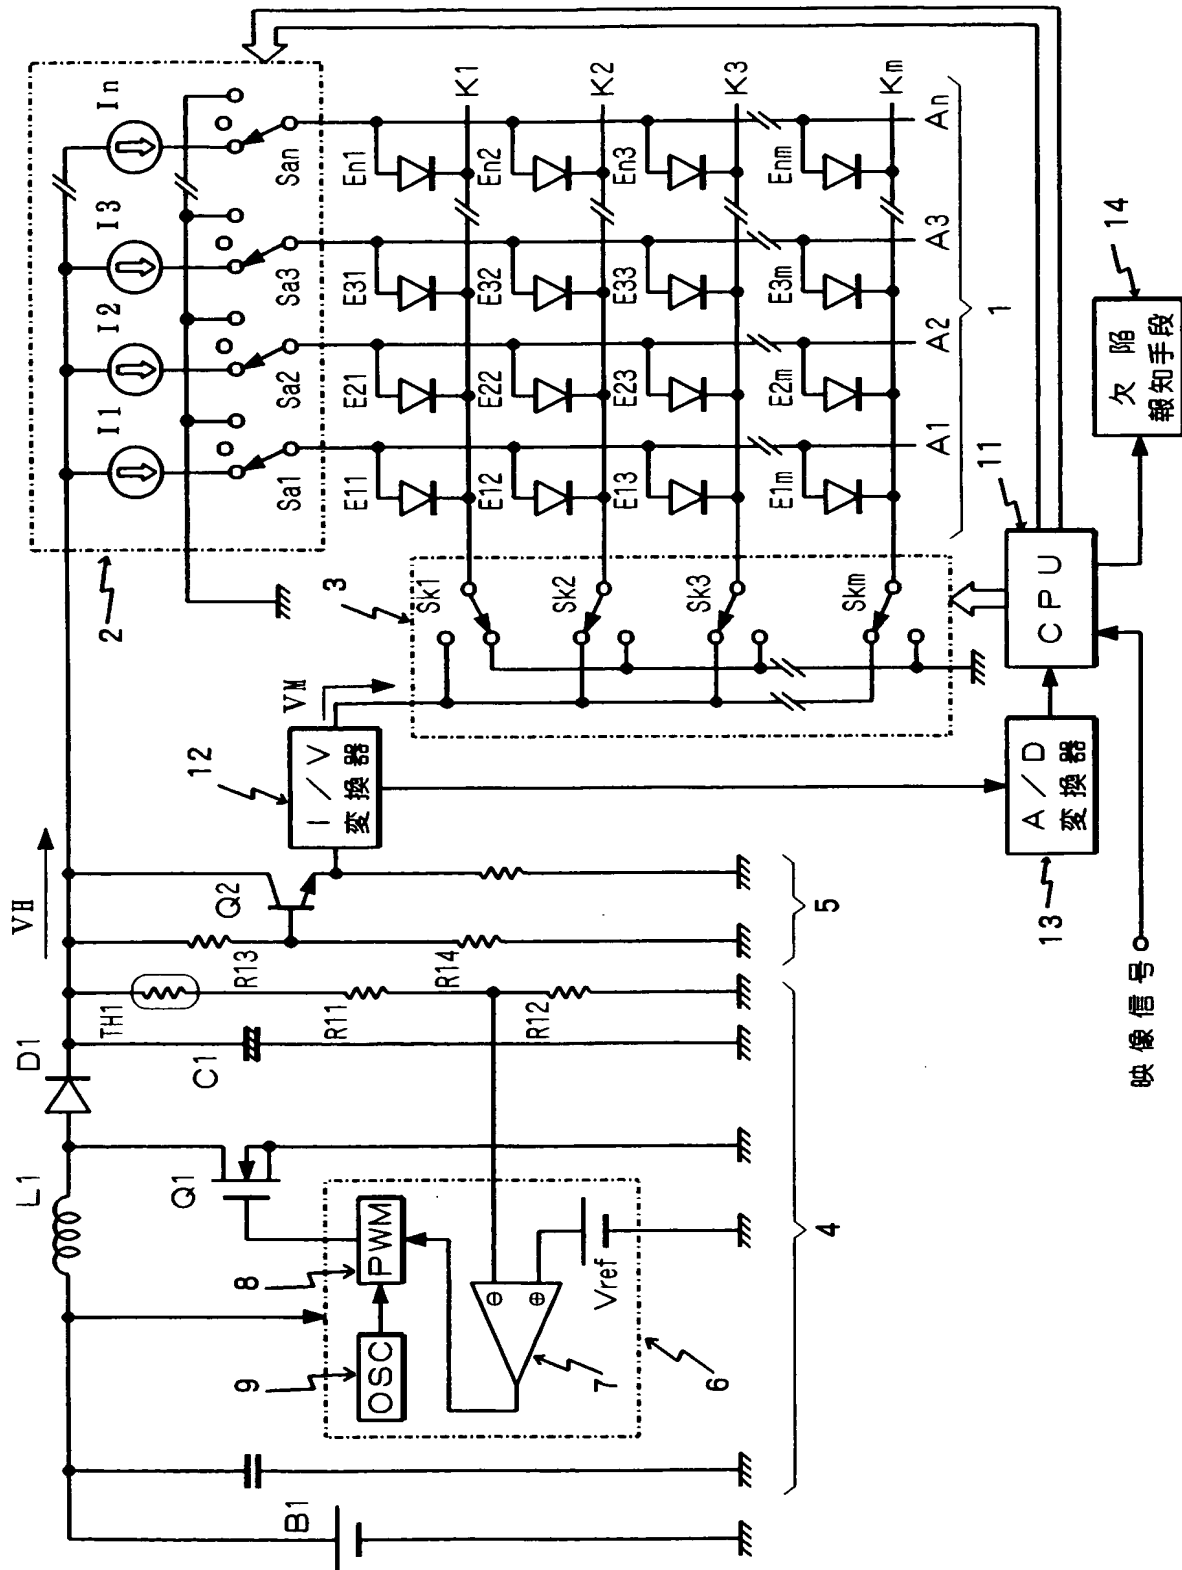 B1
L1
D1
VH
Q1
C1
TH1
R11
R12
R13
R14
Q2
8
PWM
9
OSC
7
Vref
6
4
5
12
I/V
変換器
VM
2
I1
I2
I3
In
Sa1
Sa2
Sa3
San
3
Sk1
Sk2
Sk3
Skm
E11
E21
E31
En1
K1
E12
E22
E32
En2
K2
E13
E23
E33
En3
K3
E1m
E2m
E3m
Enm
Km
A1
A2
A3
An
1
13
A/D
変換器
11
CPU
14
欠陥
報知手段
映像信号